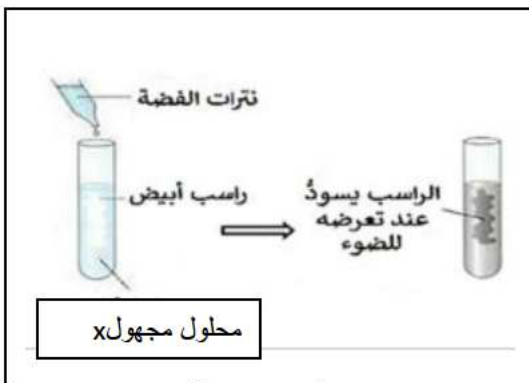 نترات الفضة
راسب أبيض
الراسب يسودُّ
عند تعرضه
للضوء
محلول مجهولx